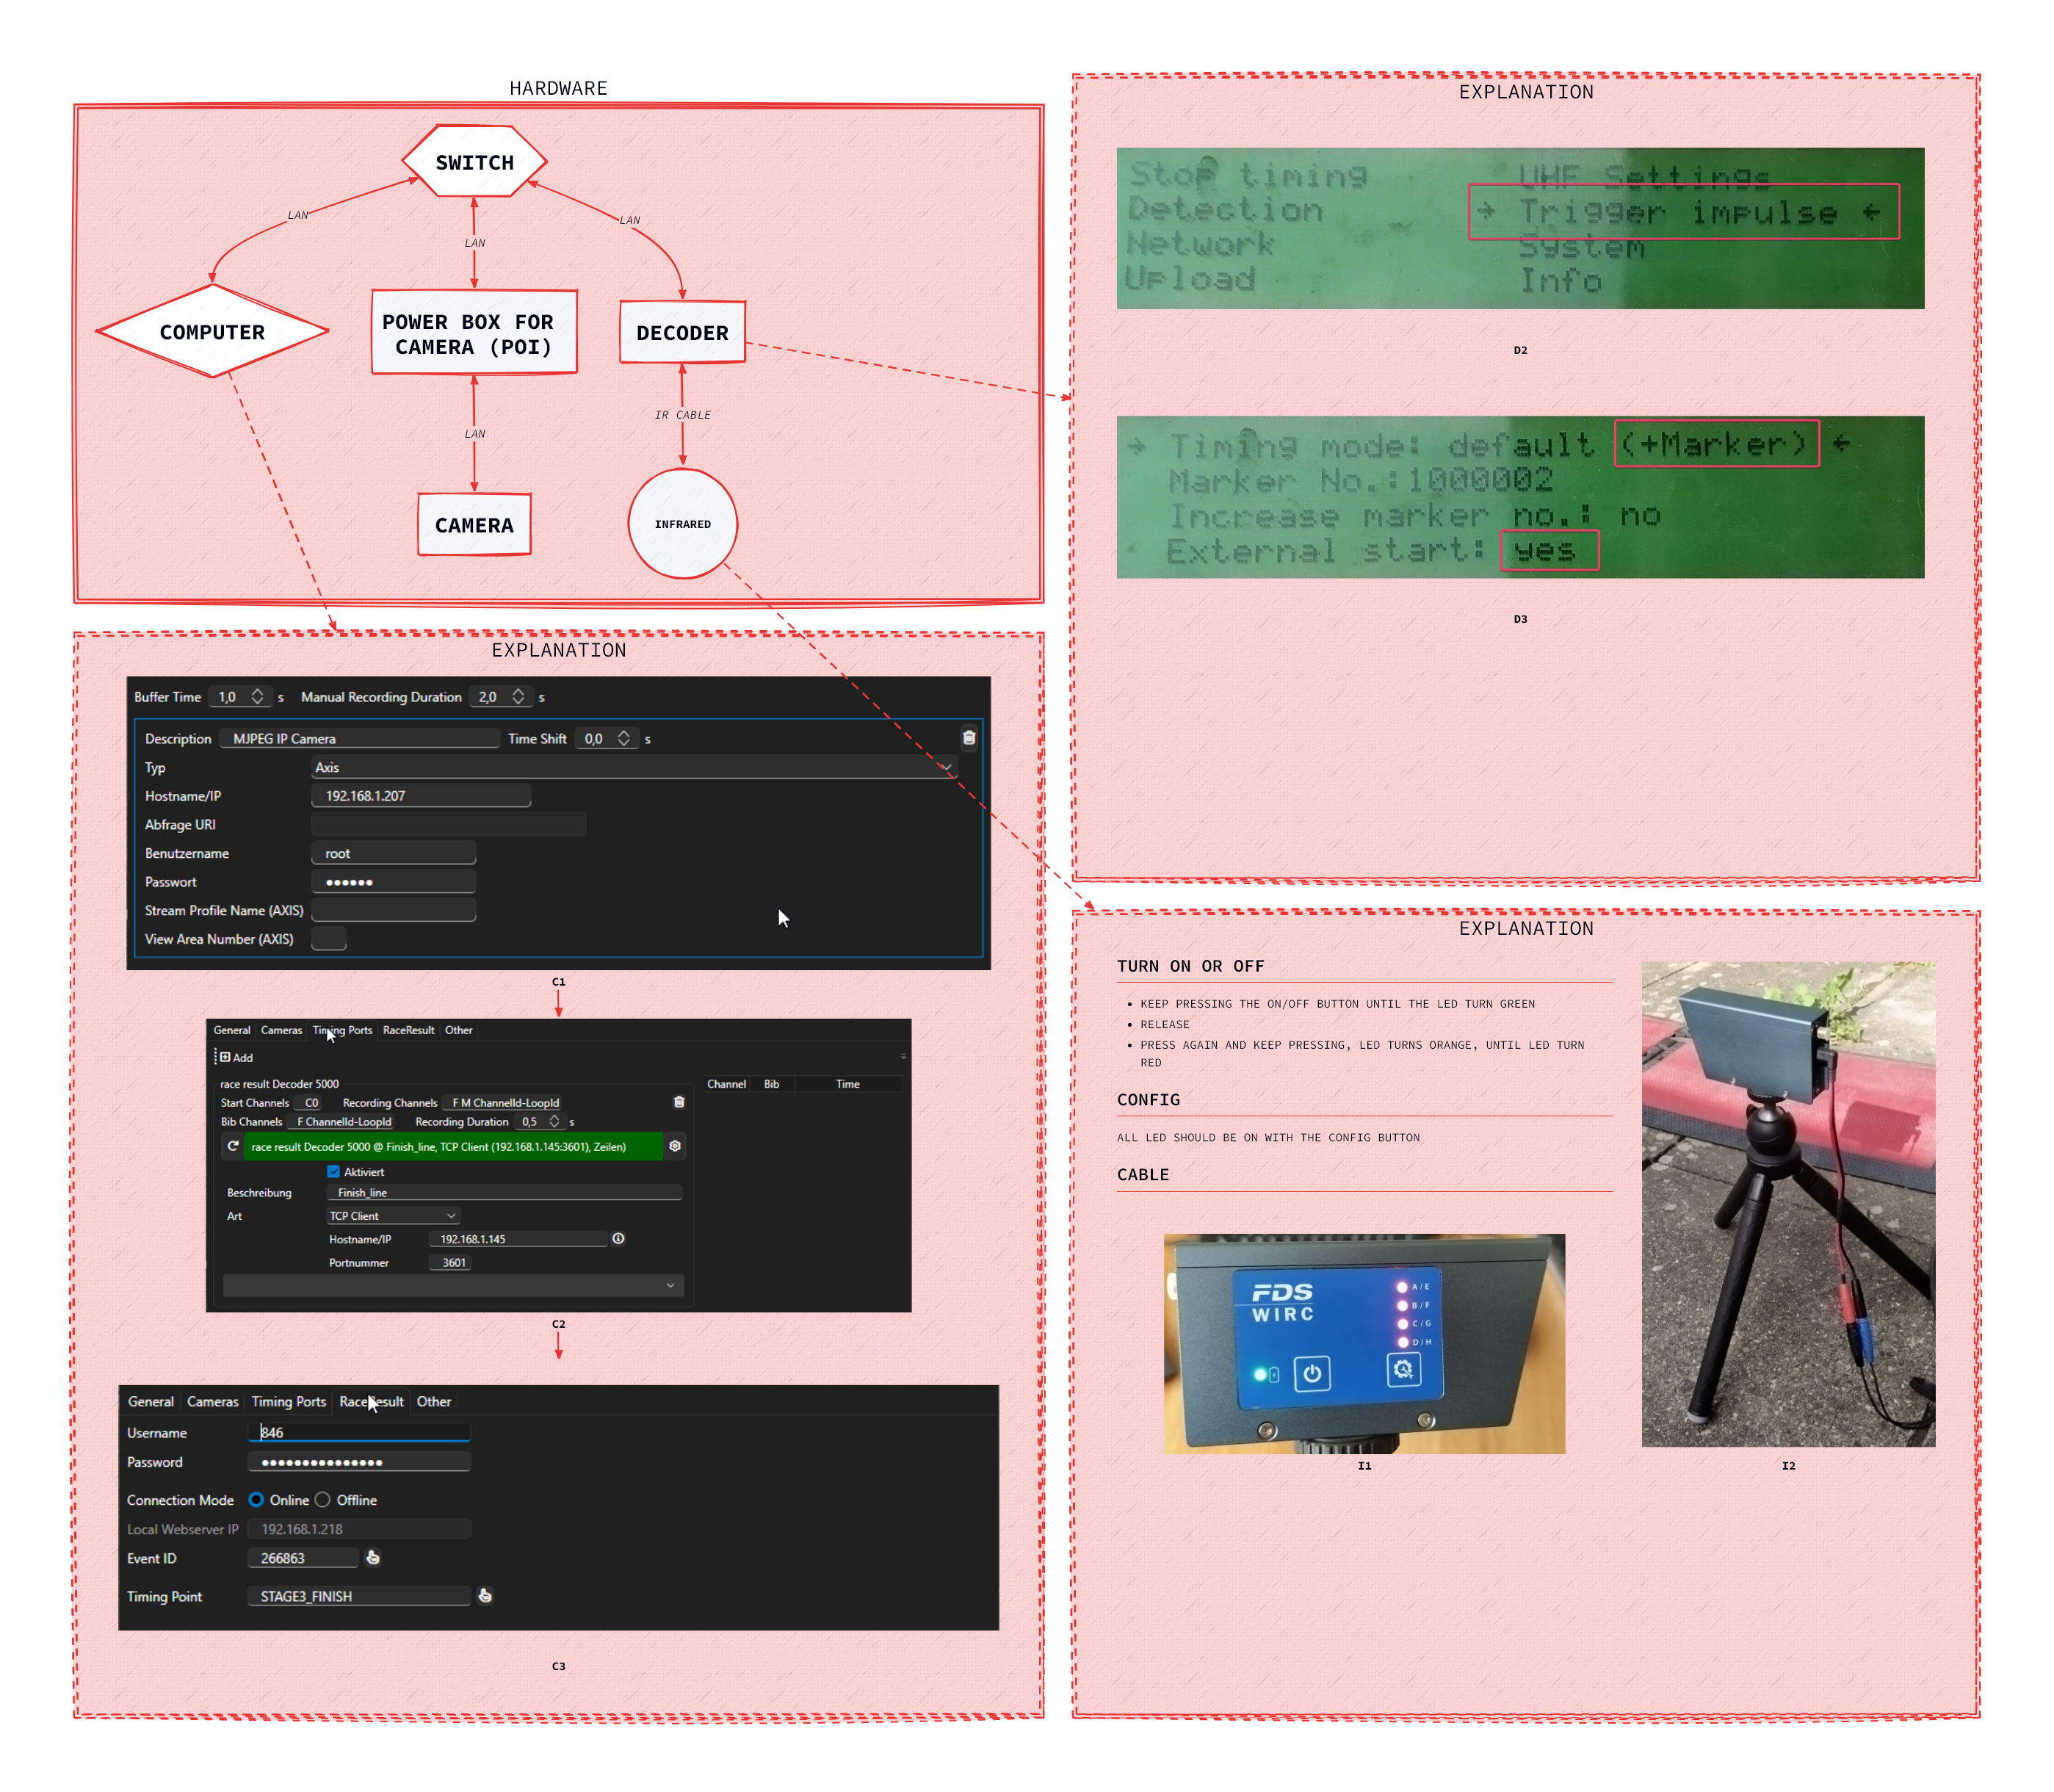 HARDWARE
SWITCH
LAN
LAN
LAN
COMPUTER
POWER BOX FOR
CAMERA (POI)
DECODER
LAN
IR CABLE
CAMERA
INFRARED
EXPLANATION
Stop timing
Detection
Network
Upload
UHF Settings
→ Trigger impulse ←
System
Info
D2
→ Timing mode: default (+Marker) ←
Marker No.:1000002
Increase marker no.: no
External start: yes
D3
EXPLANATION
Buffer Time 1,0 s Manual Recording Duration 2,0 s
Description MJPEG IP Camera Time Shift 0,0 s
Typ Axis
Hostname/IP 192.168.1.207
Abfrage URI
Benutzername root
Passwort ••••••
Stream Profile Name (AXIS)
View Area Number (AXIS)
C1
General Cameras Timing Ports RaceResult Other
Add
race result Decoder 5000
Channel Bib Time
Start Channels C0 Recording Channels F M ChannelId-LoopId
Bib Channels F ChannelId-LoopId Recording Duration 0,5 s
race result Decoder 5000 @ Finish_line, TCP Client (192.168.1.145:3601), Zeilen)
Aktiviert
Beschreibung Finish_line
Art TCP Client
Hostname/IP 192.168.1.145
Portnummer 3601
C2
General Cameras Timing Ports RaceResult Other
Username 846
Password •••••••••••••••
Connection Mode Online Offline
Local Webserver IP 192.168.1.218
Event ID 266863
Timing Point STAGE3_FINISH
C3
EXPLANATION
TURN ON OR OFF
• KEEP PRESSING THE ON/OFF BUTTON UNTIL THE LED TURN GREEN
• RELEASE
• PRESS AGAIN AND KEEP PRESSING, LED TURNS ORANGE, UNTIL LED TURN
RED
CONFIG
ALL LED SHOULD BE ON WITH THE CONFIG BUTTON
CABLE
FDS
WIRC
A/E
B/F
C/G
D/H
I1
I2